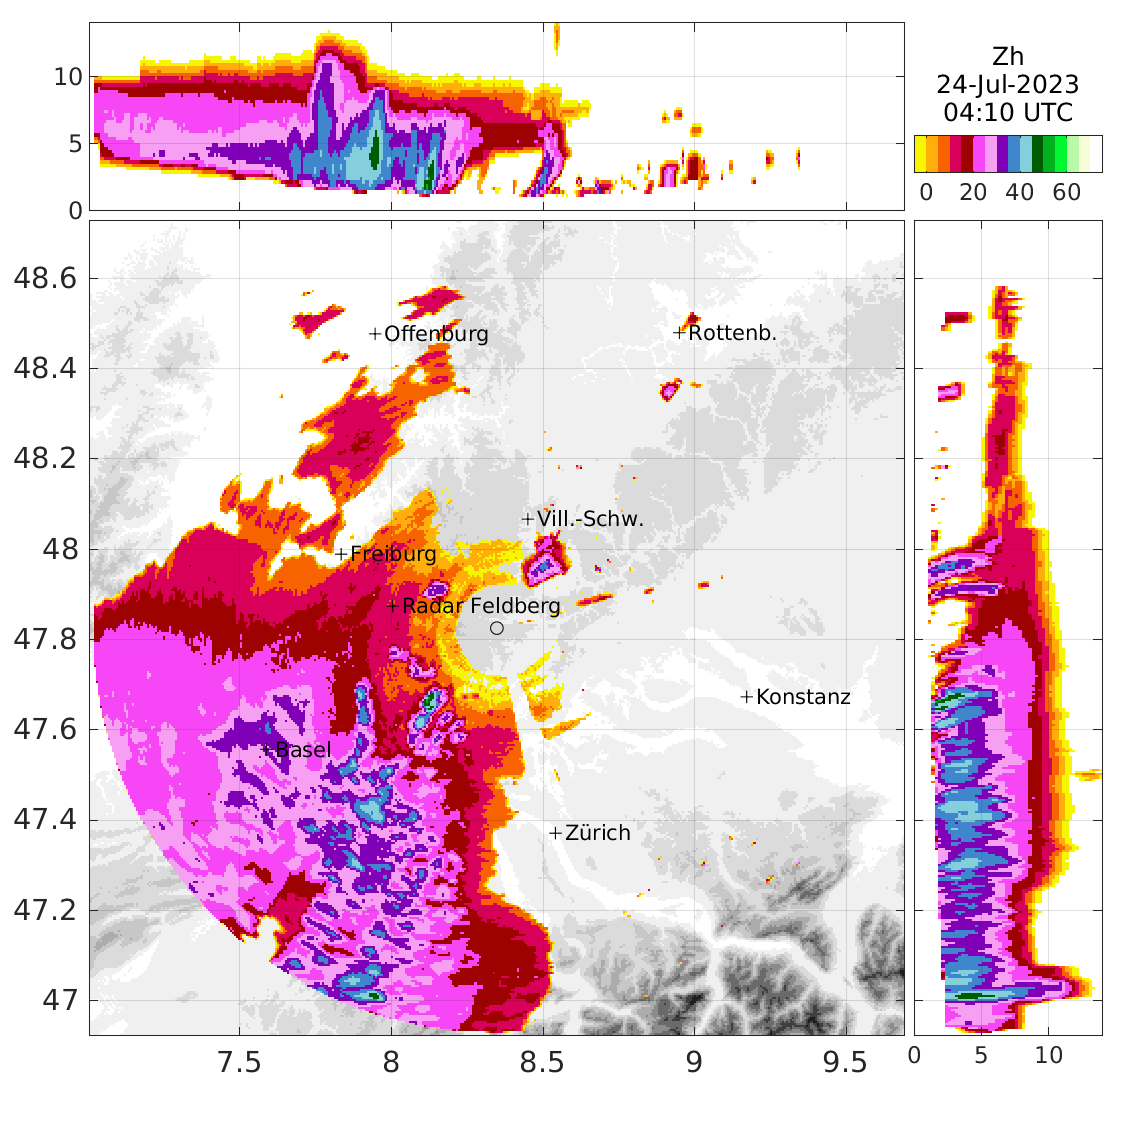 Zh
24-Jul-2023
04:10 UTC
0 20 40 60
10
5
0
48.6
48.4
48.2
48
47.8
47.6
47.4
47.2
47
+Offenburg
+Rottenb.
+Vill.-Schw.
+Freiburg
+Radar Feldberg
+Konstanz
+Basel
+Zürich
7.5 8 8.5 9 9.5
0 5 10